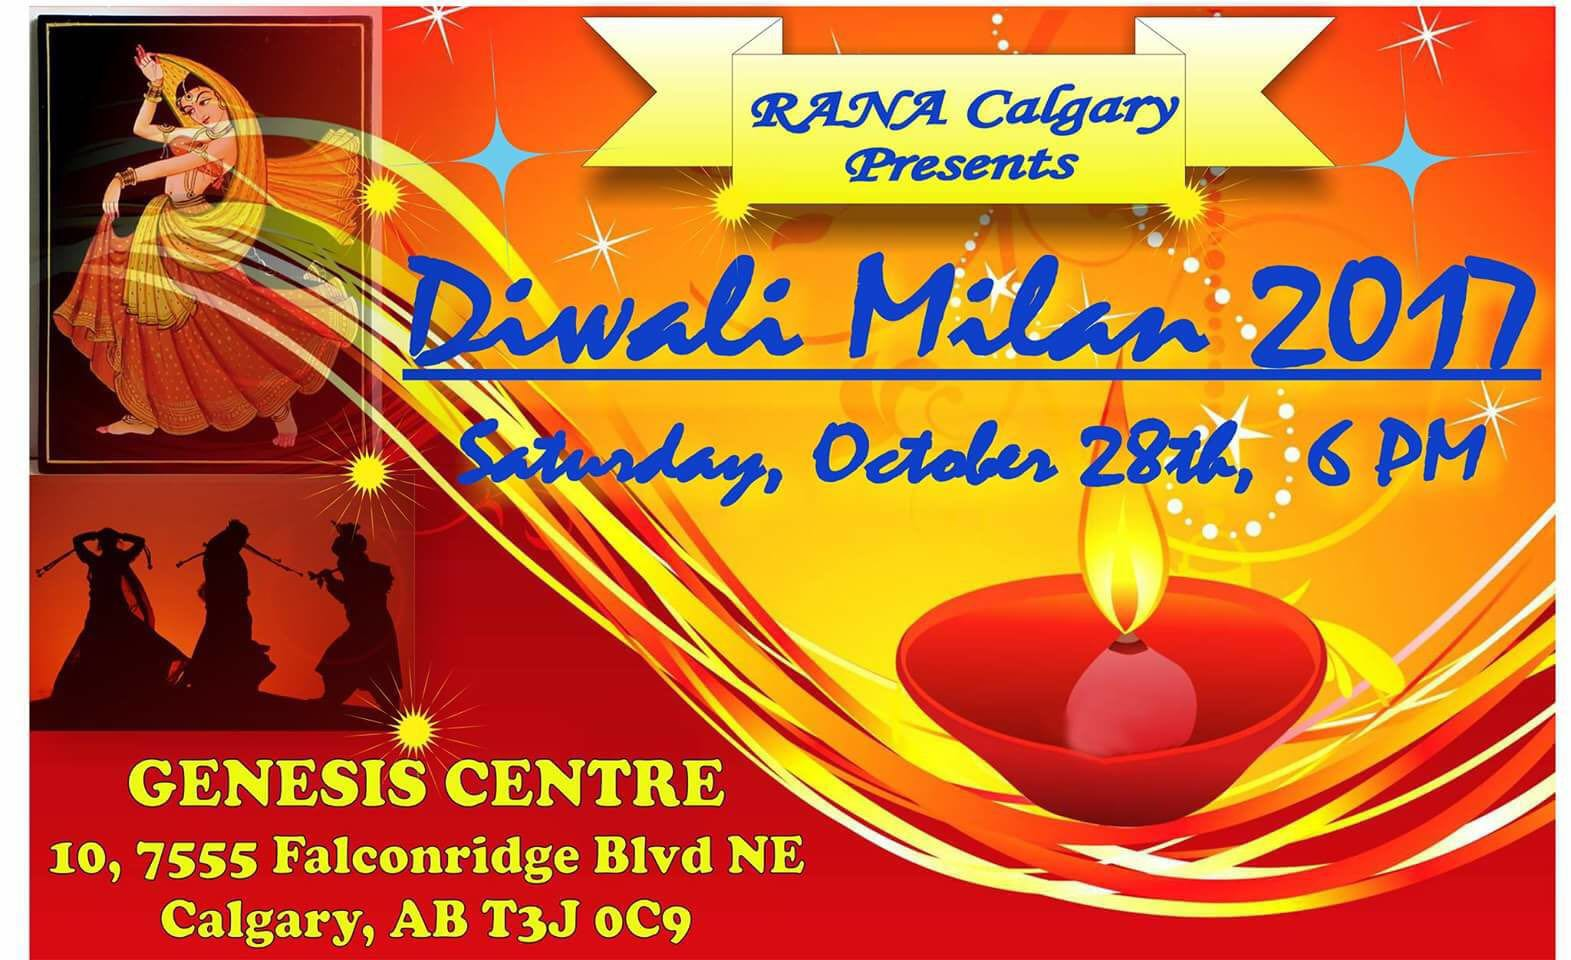 RANA Calgary
Presents
Diwali Milan 2017
Saturday, October 28th, 6 PM
GENESIS CENTRE
10, 7555 Falconridge Blvd NE
Calgary, AB T3J 0C9